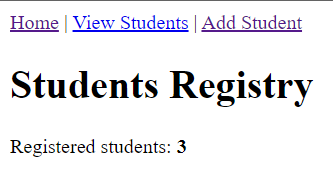 Home | View Students | Add Student
Students Registry
Registered students: 3